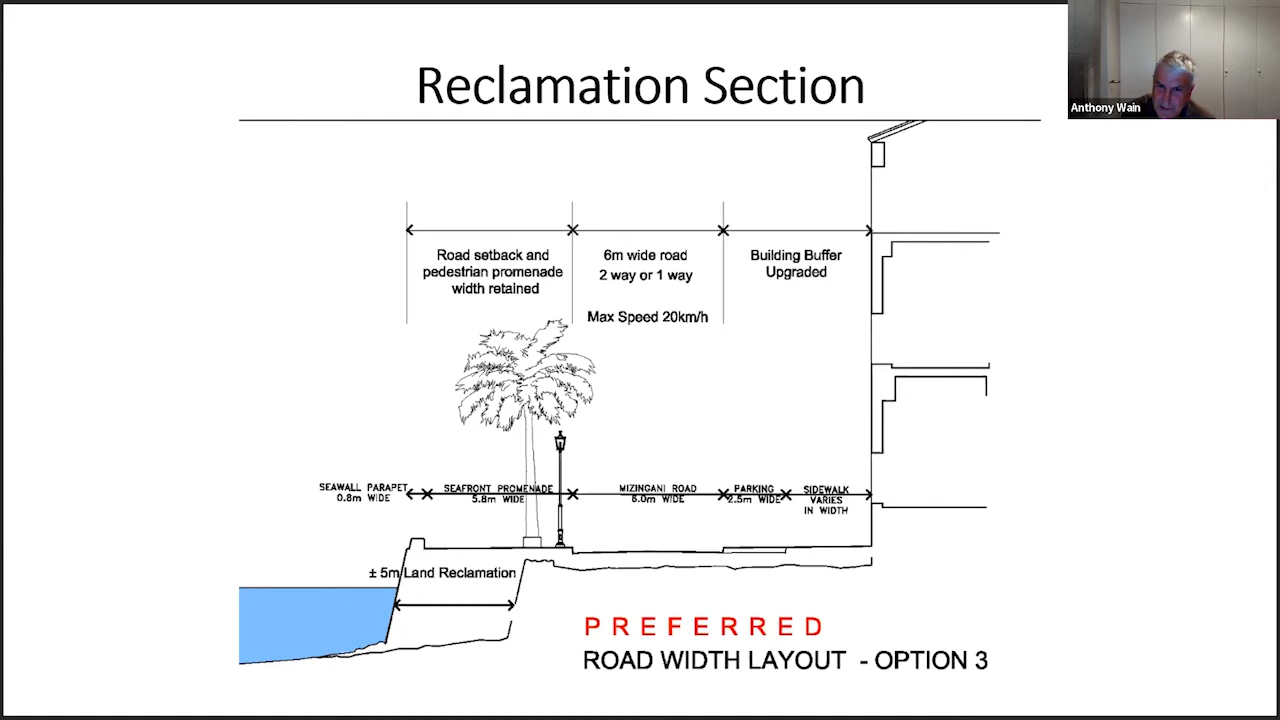 Reclamation Section
Anthony Wain
Road setback and
pedestrian promenade
width retained
6m wide road
2 way or 1 way
Max Speed 20km/h
Building Buffer
Upgraded
SEAWALL PARAPET
0.8m WIDE
SEAFRONT PROMENADE
5.8m WIDE
MIZINGANI ROAD
6.0m WIDE
PARKING
2.5m WIDE
SIDEWALK
VARIES
IN WIDTH
± 5m Land Reclamation
PREFERRED
ROAD WIDTH LAYOUT - OPTION 3